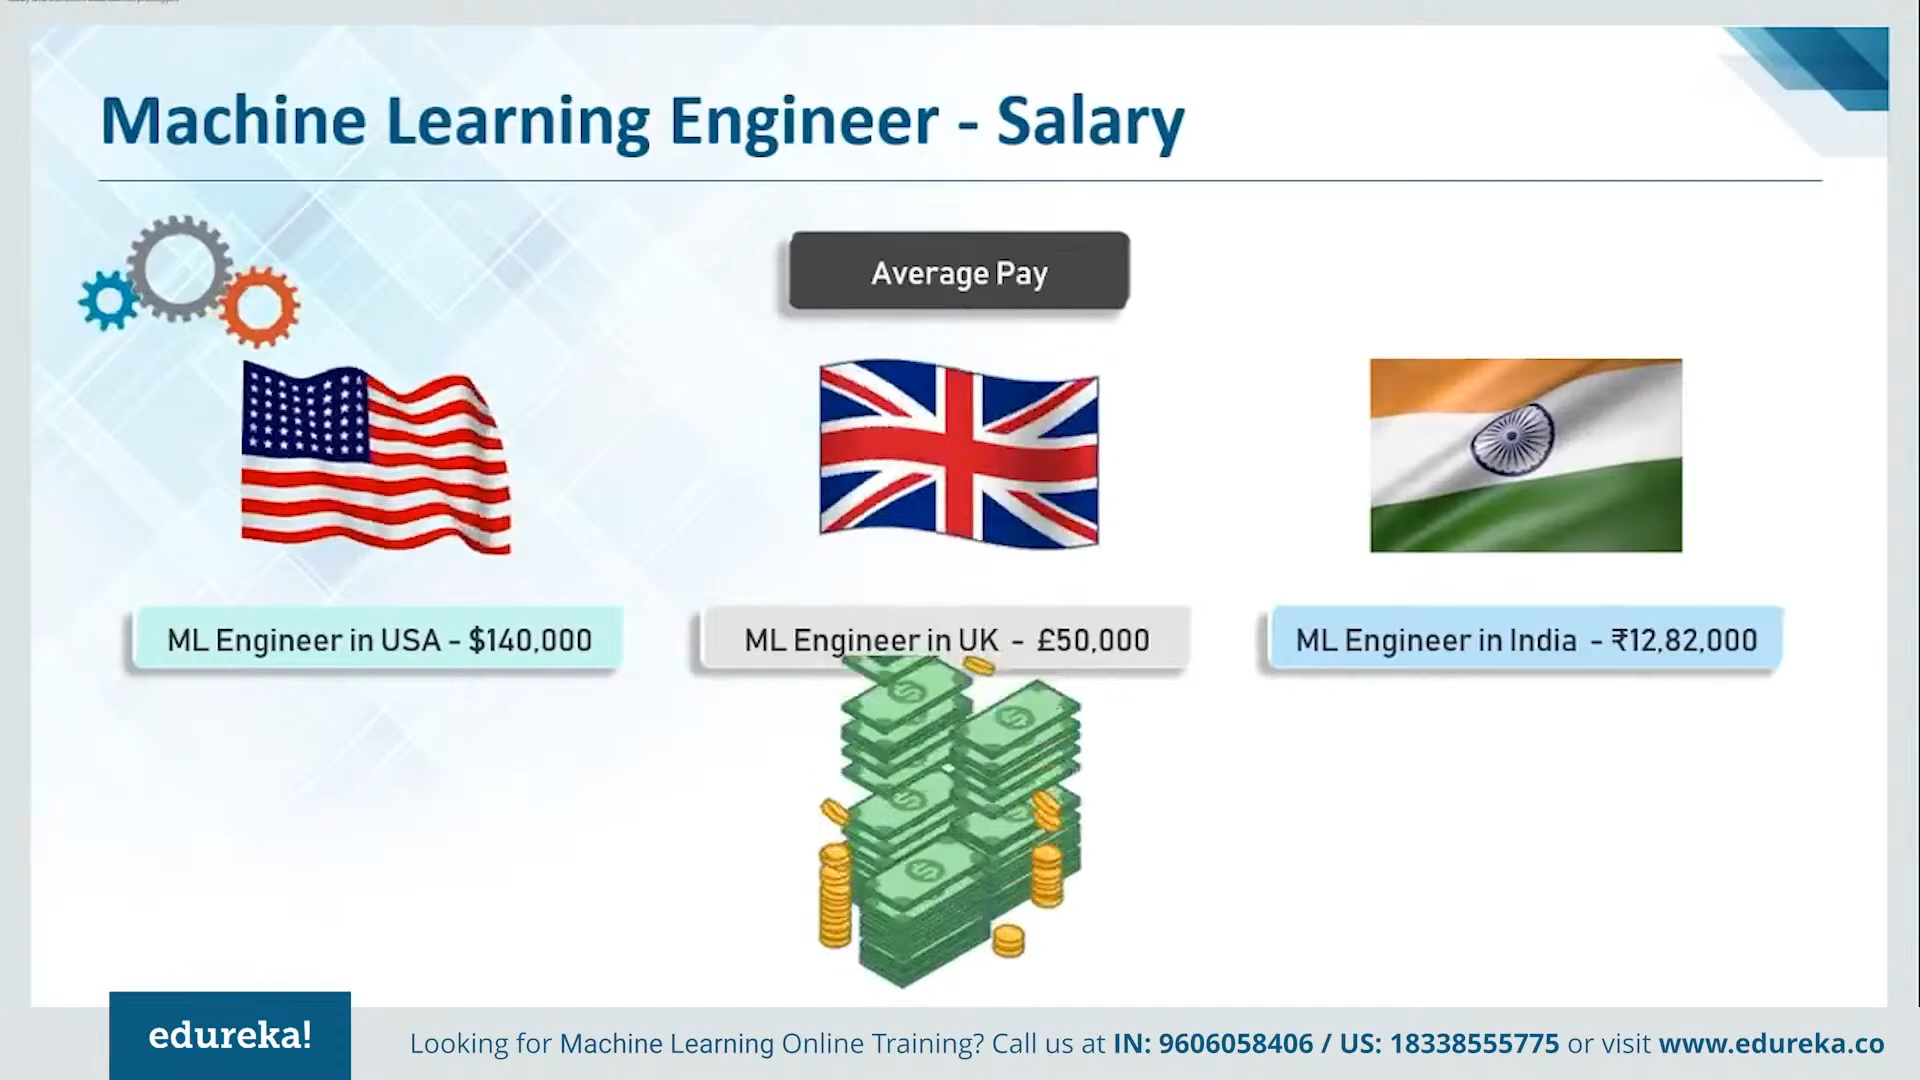 Machine Learning Engineer - Salary
Average Pay
ML Engineer in USA - $140,000
ML Engineer in UK - £50,000
ML Engineer in India - ₹12,82,000
edureka!
Looking for Machine Learning Online Training? Call us at IN: 9606058406 / US: 18338555775 or visit www.edureka.co